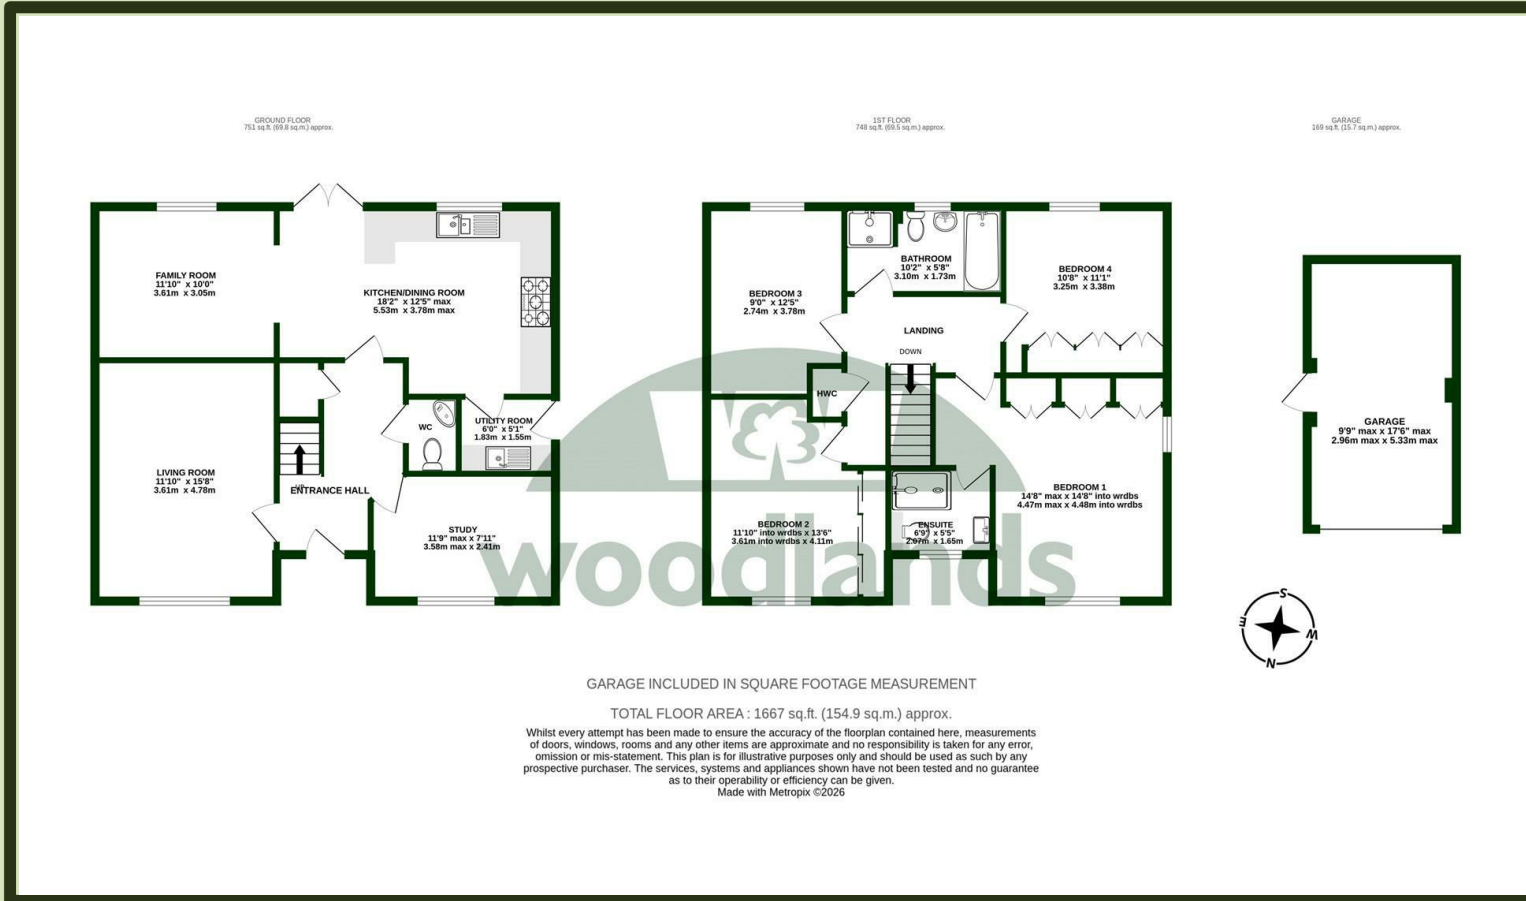 GROUND FLOOR
751 sq.ft. (69.8 sq.m.) approx.
1ST FLOOR
748 sq.ft. (69.5 sq.m.) approx.
GARAGE
169 sq.ft. (15.7 sq.m.) approx.
FAMILY ROOM
11'10" x 10'0"
3.61m x 3.05m
KITCHEN/DINING ROOM
18'2" x 12'5" max
5.53m x 3.78m max
WC
UTILITY ROOM
6'0" x 5'1"
1.83m x 1.55m
LIVING ROOM
11'10" x 15'8"
3.61m x 4.78m
UP
ENTRANCE HALL
STUDY
11'9" max x 7'11"
3.58m max x 2.41m
BEDROOM 3
9'0" x 12'5"
2.74m x 3.78m
BATHROOM
10'2" x 5'8"
3.10m x 1.73m
BEDROOM 4
10'8" x 11'1"
3.25m x 3.38m
LANDING
DOWN
HWC
BEDROOM 2
11'10" into wrdbs x 13'6"
3.61m into wrdbs x 4.11m
ENSUITE
6'9" x 5'5"
2.07m x 1.65m
BEDROOM 1
14'8" max x 14'8" into wrdbs
4.47m max x 4.48m into wrdbs
GARAGE
9'9" max x 17'6" max
2.96m max x 5.33m max
woodlands
S
E
W
N
GARAGE INCLUDED IN SQUARE FOOTAGE MEASUREMENT
TOTAL FLOOR AREA : 1667 sq.ft. (154.9 sq.m.) approx.
Whilst every attempt has been made to ensure the accuracy of the floorplan contained here, measurements
of doors, windows, rooms and any other items are approximate and no responsibility is taken for any error,
omission or mis-statement. This plan is for illustrative purposes only and should be used as such by any
prospective purchaser. The services, systems and appliances shown have not been tested and no guarantee
as to their operability or efficiency can be given.
Made with Metropix ©2026